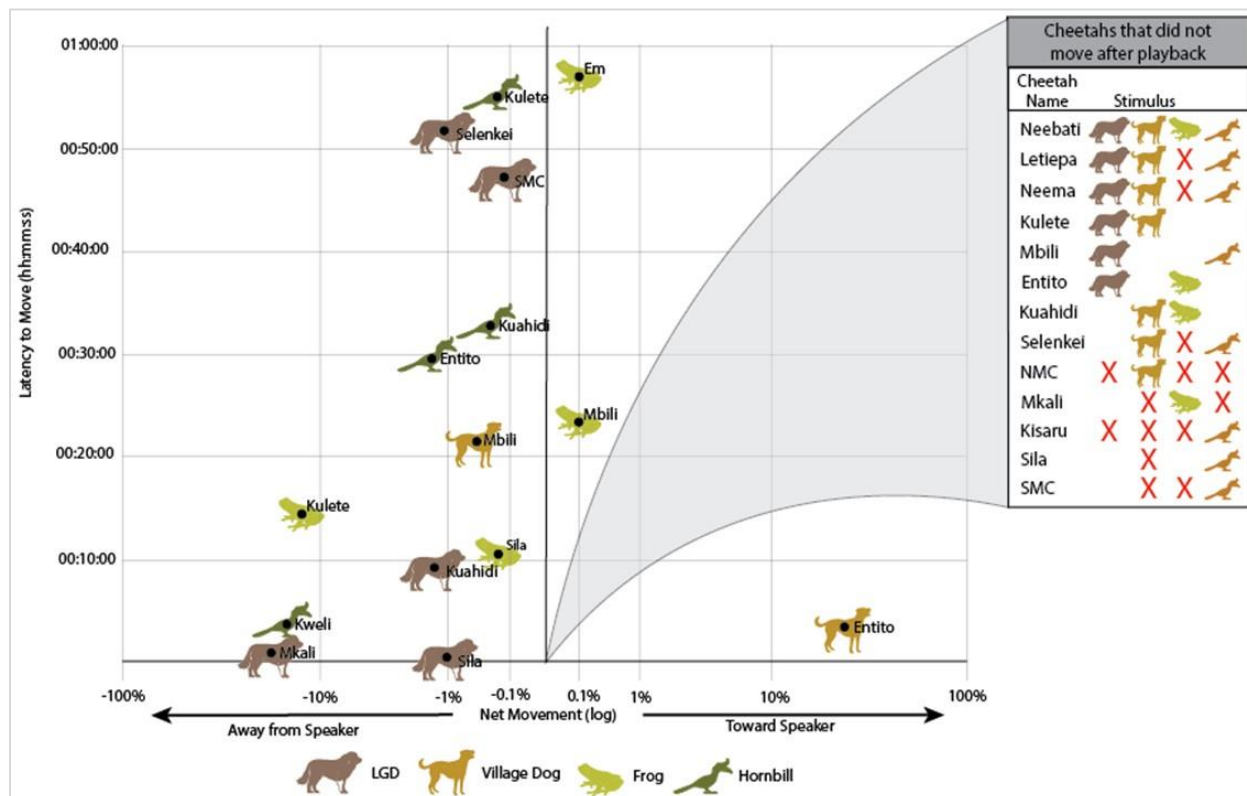 Cheetahs that did not
move after playback
Cheetah
Name Stimulus
Neebati
Letiepa X
Neema X
Kulete
Mbili
Entito
Kuahidi
Selenkei X
NMC X X X
Mkali X X
Kisaru X X X
Sila X
SMC X X
Latency to Move (hh:mm:ss)
01:00:00
00:50:00
00:40:00
00:30:00
00:20:00
00:10:00
Em
Kulete
Selenkei
SMC
Kuahidi
Entito
Mbili
Mbili
Kulete
Sila
Kuahidi
Kweli
Entito
Mkali
Sila
-100% -10% -1% -0.1% 0.1% 1% 10% 100%
Net Movement (log)
Away from Speaker Toward Speaker
LGD Village Dog Frog Hornbill